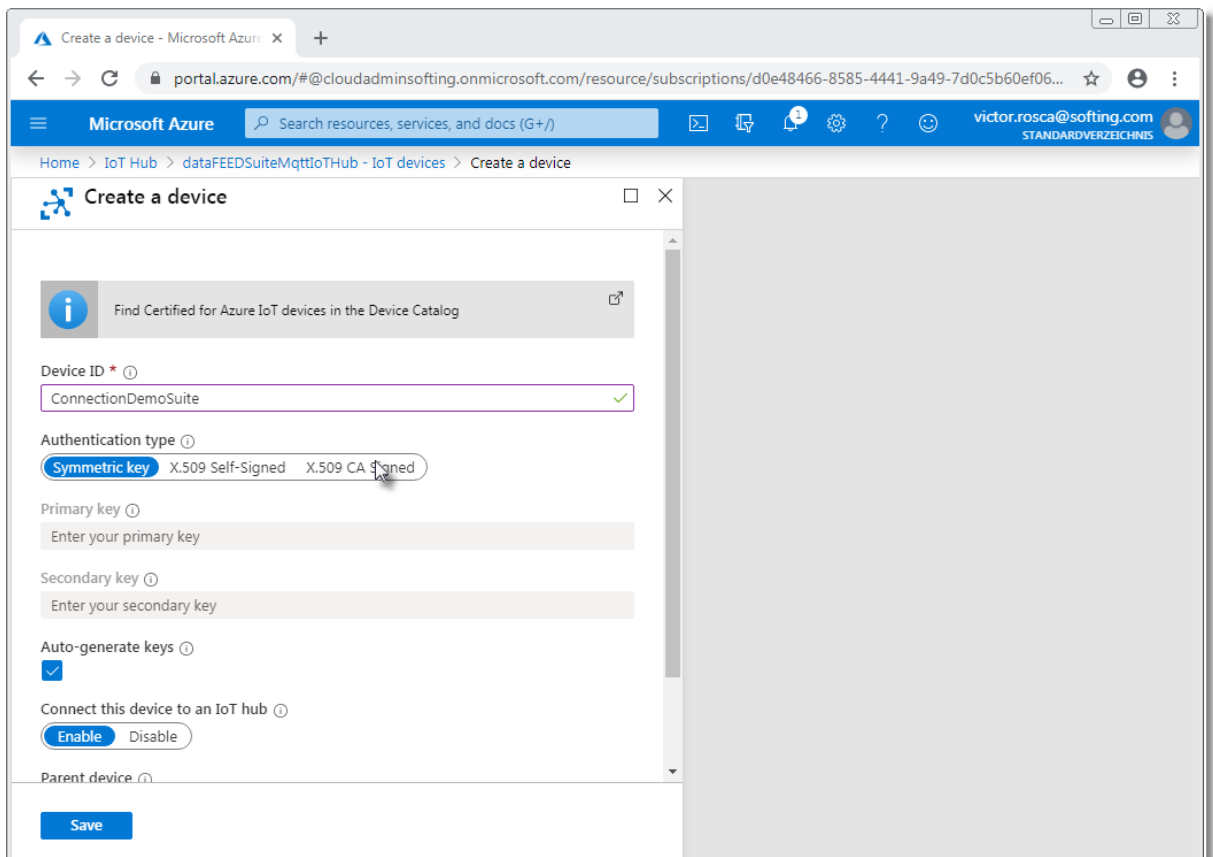 Create a device - Microsoft Azure
portal.azure.com/#@cloudadminsofting.onmicrosoft.com/resource/subscriptions/d0e48466-8585-4441-9a49-7d0c5b60ef06...
Microsoft Azure
Search resources, services, and docs (G+/)
1
victor.rosca@softing.com
STANDARDVERZEICHNIS
Home > IoT Hub > dataFEEDSuiteMqttIoTHub - IoT devices > Create a device
Create a device
Find Certified for Azure IoT devices in the Device Catalog
Device ID *
ConnectionDemoSuite
Authentication type
Symmetric key X.509 Self-Signed X.509 CA Signed
Primary key
Enter your primary key
Secondary key
Enter your secondary key
Auto-generate keys
Connect this device to an IoT hub
Enable Disable
Parent device
Save